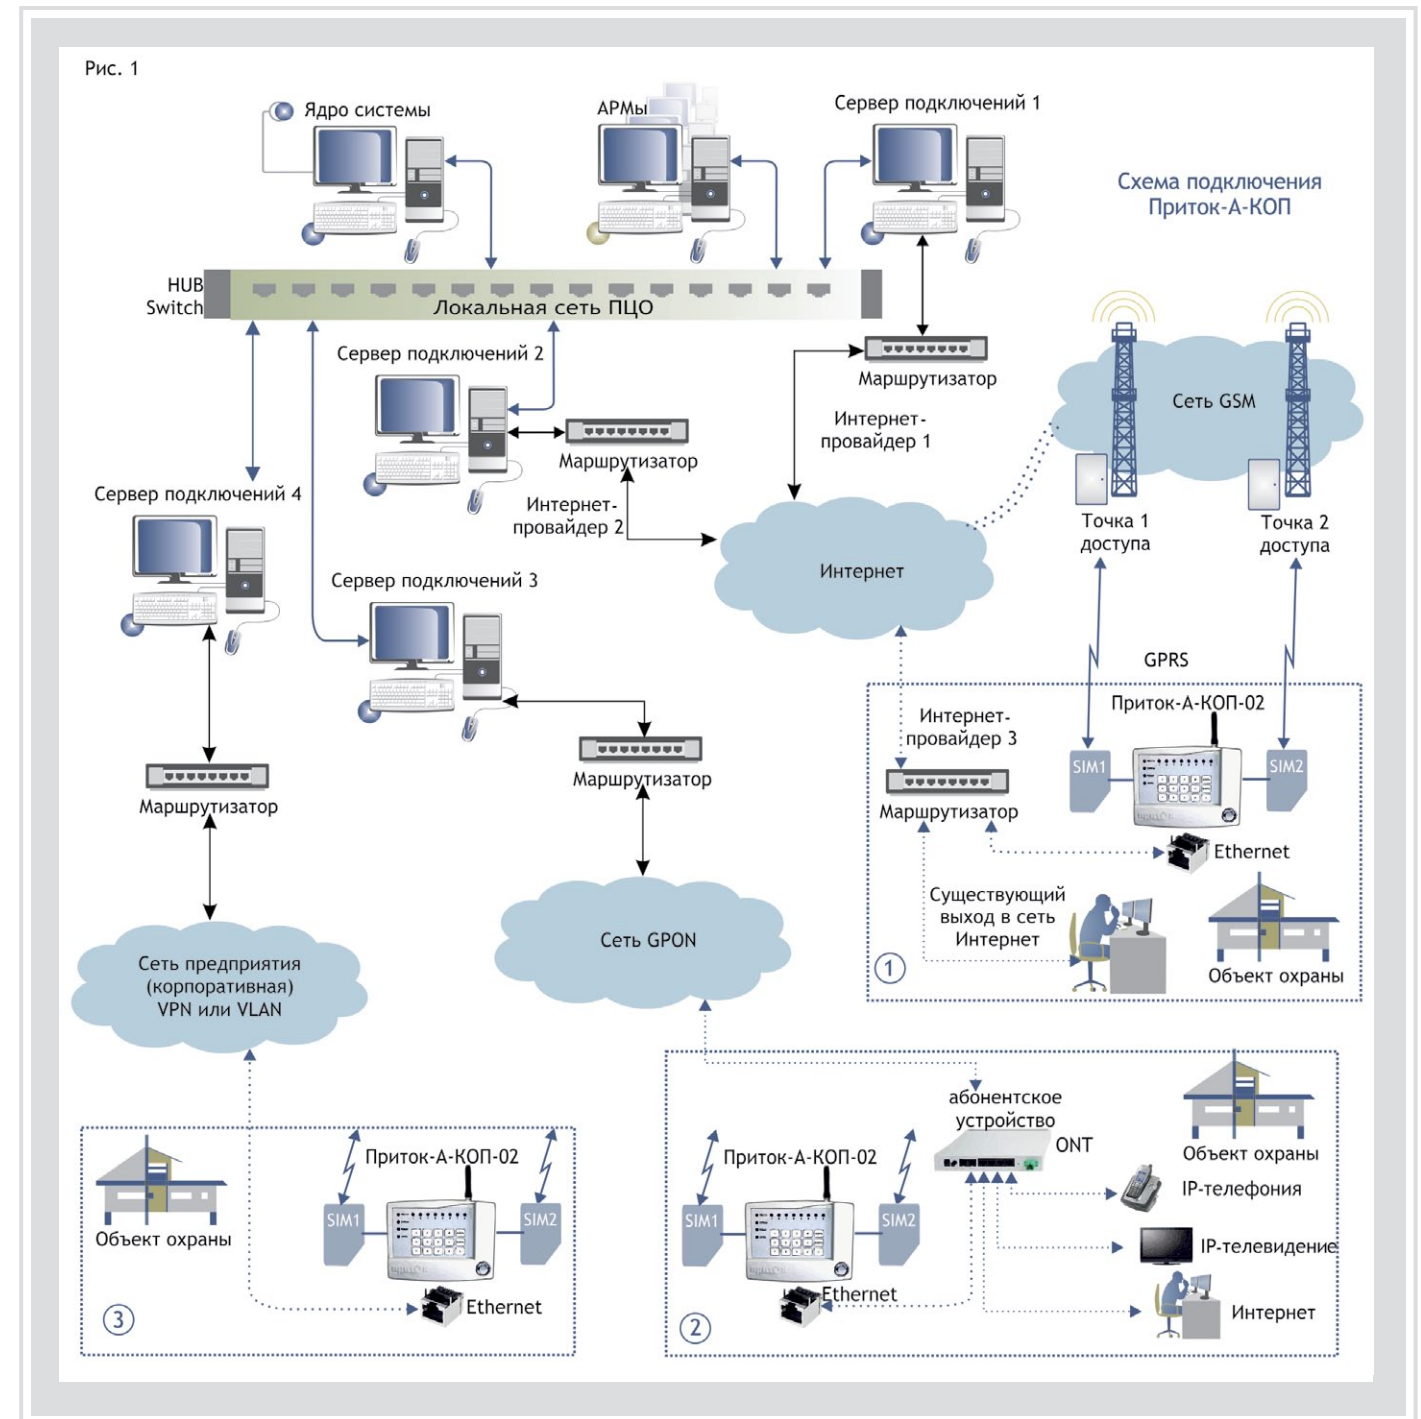 Рис. 1
Ядро системы
АРМы
Сервер подключений 1
Схема подключения
Приток-А-КОП
HUB
Switch
Локальная сеть ПЦО
Сервер подключений 2
Маршрутизатор
Интернет-
провайдер 1
Сеть GSM
Маршрутизатор
Сервер подключений 4
Интернет-
провайдер 2
Точка 1
доступа
Точка 2
доступа
Интернет
Сервер подключений 3
GPRS
Приток-А-КОП-02
Интернет-
провайдер 3
SIM1
SIM2
Маршрутизатор
Маршрутизатор
Маршрутизатор
Ethernet
Существующий
выход в сеть
Интернет
Сеть GPON
1
Объект охраны
Сеть предприятия
(корпоративная)
VPN или VLAN
абонентское
устройство
ONT
Объект охраны
Приток-А-КОП-02
Приток-А-КОП-02
IP-телефония
SIM1
SIM2
SIM1
SIM2
Объект охраны
IP-телевидение
Ethernet
Ethernet
Интернет
3
2